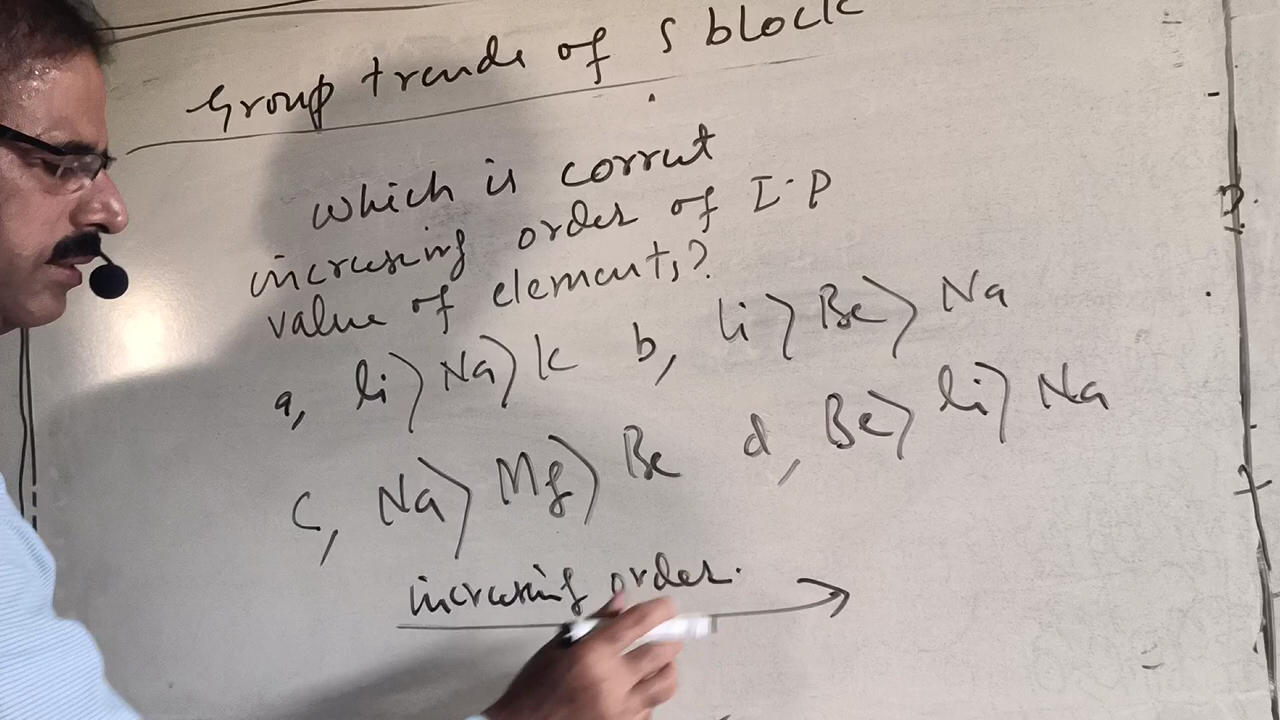 Group trends of s block
Which is correct
increasing order of I.P
value of elements?
a, li > Na > k b, li > Be > Na
c, Na > Mg > Be d, Be > li > Na
increasing order.